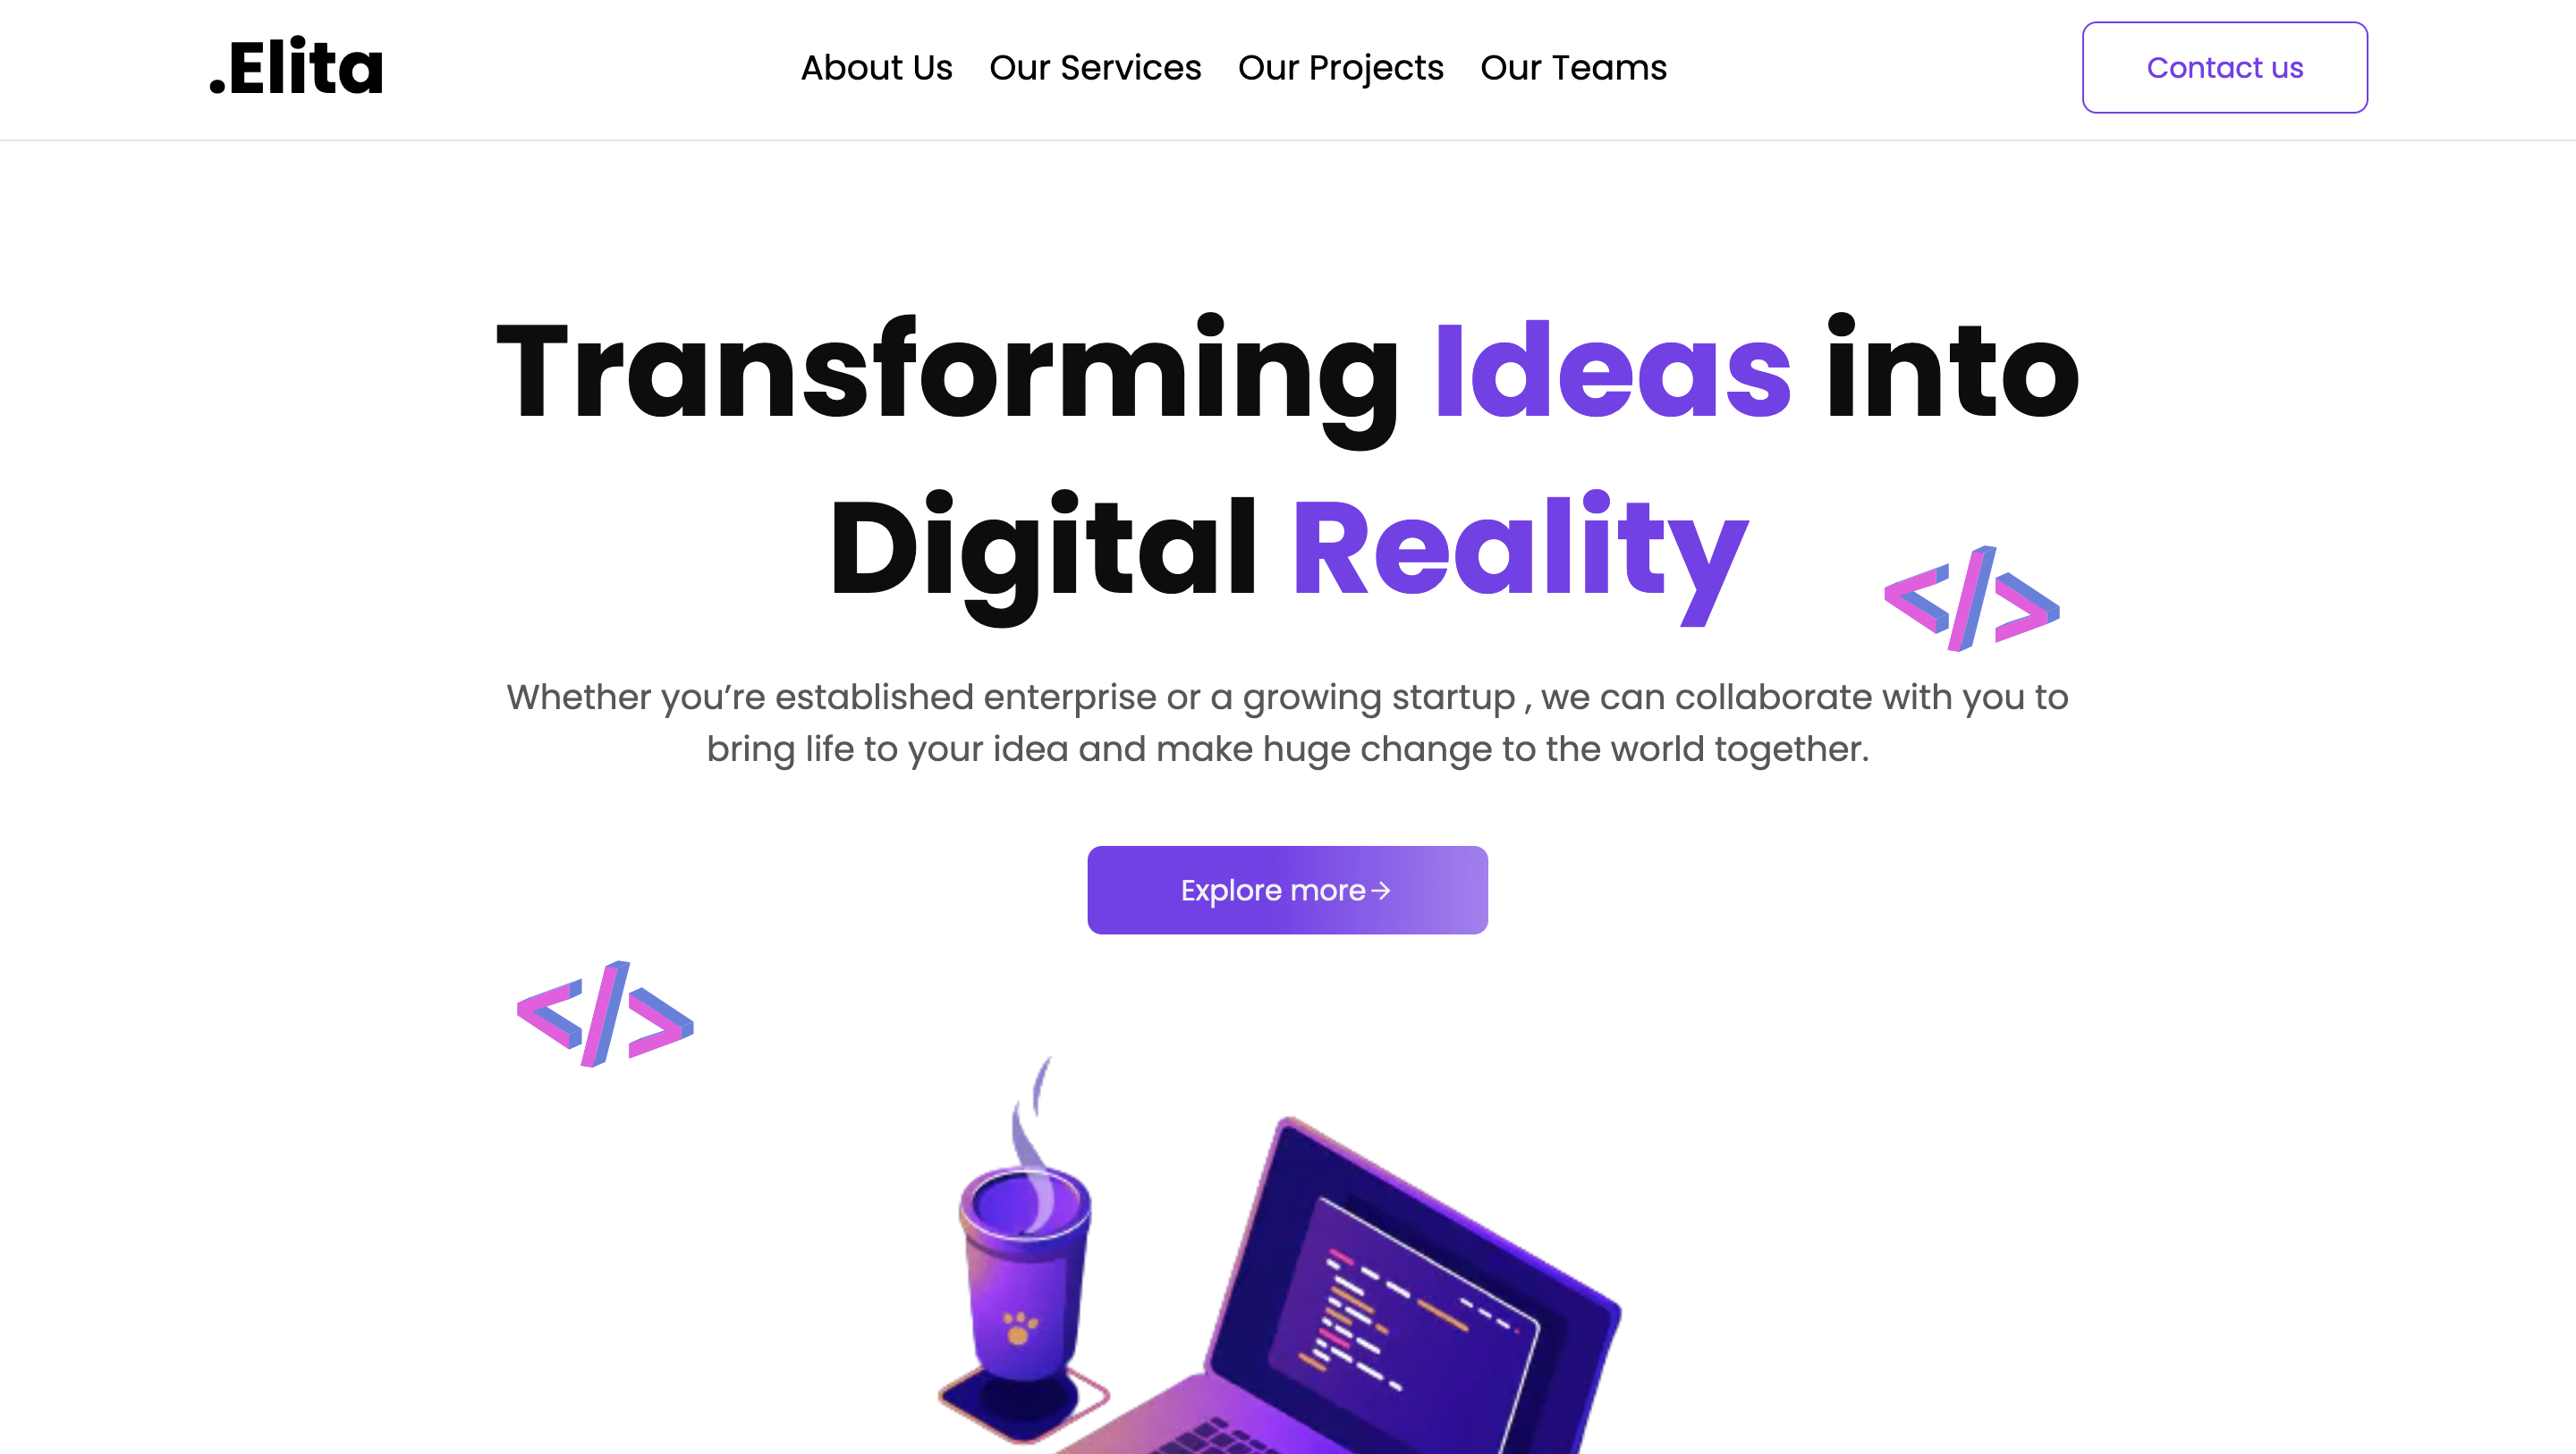 .Elita
About Us
Our Services
Our Projects
Our Teams
Contact us
Transforming Ideas into
Digital Reality
Whether you’re established enterprise or a growing startup , we can collaborate with you to
bring life to your idea and make huge change to the world together.
Explore more→